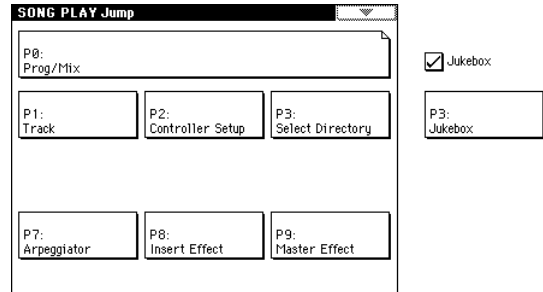 SONG PLAY Jump
P0:
Prog/Mix
Jukebox
P1:
Track
P2:
Controller Setup
P3:
Select Directory
P3:
Jukebox
P7:
Arpeggiator
P8:
Insert Effect
P9:
Master Effect